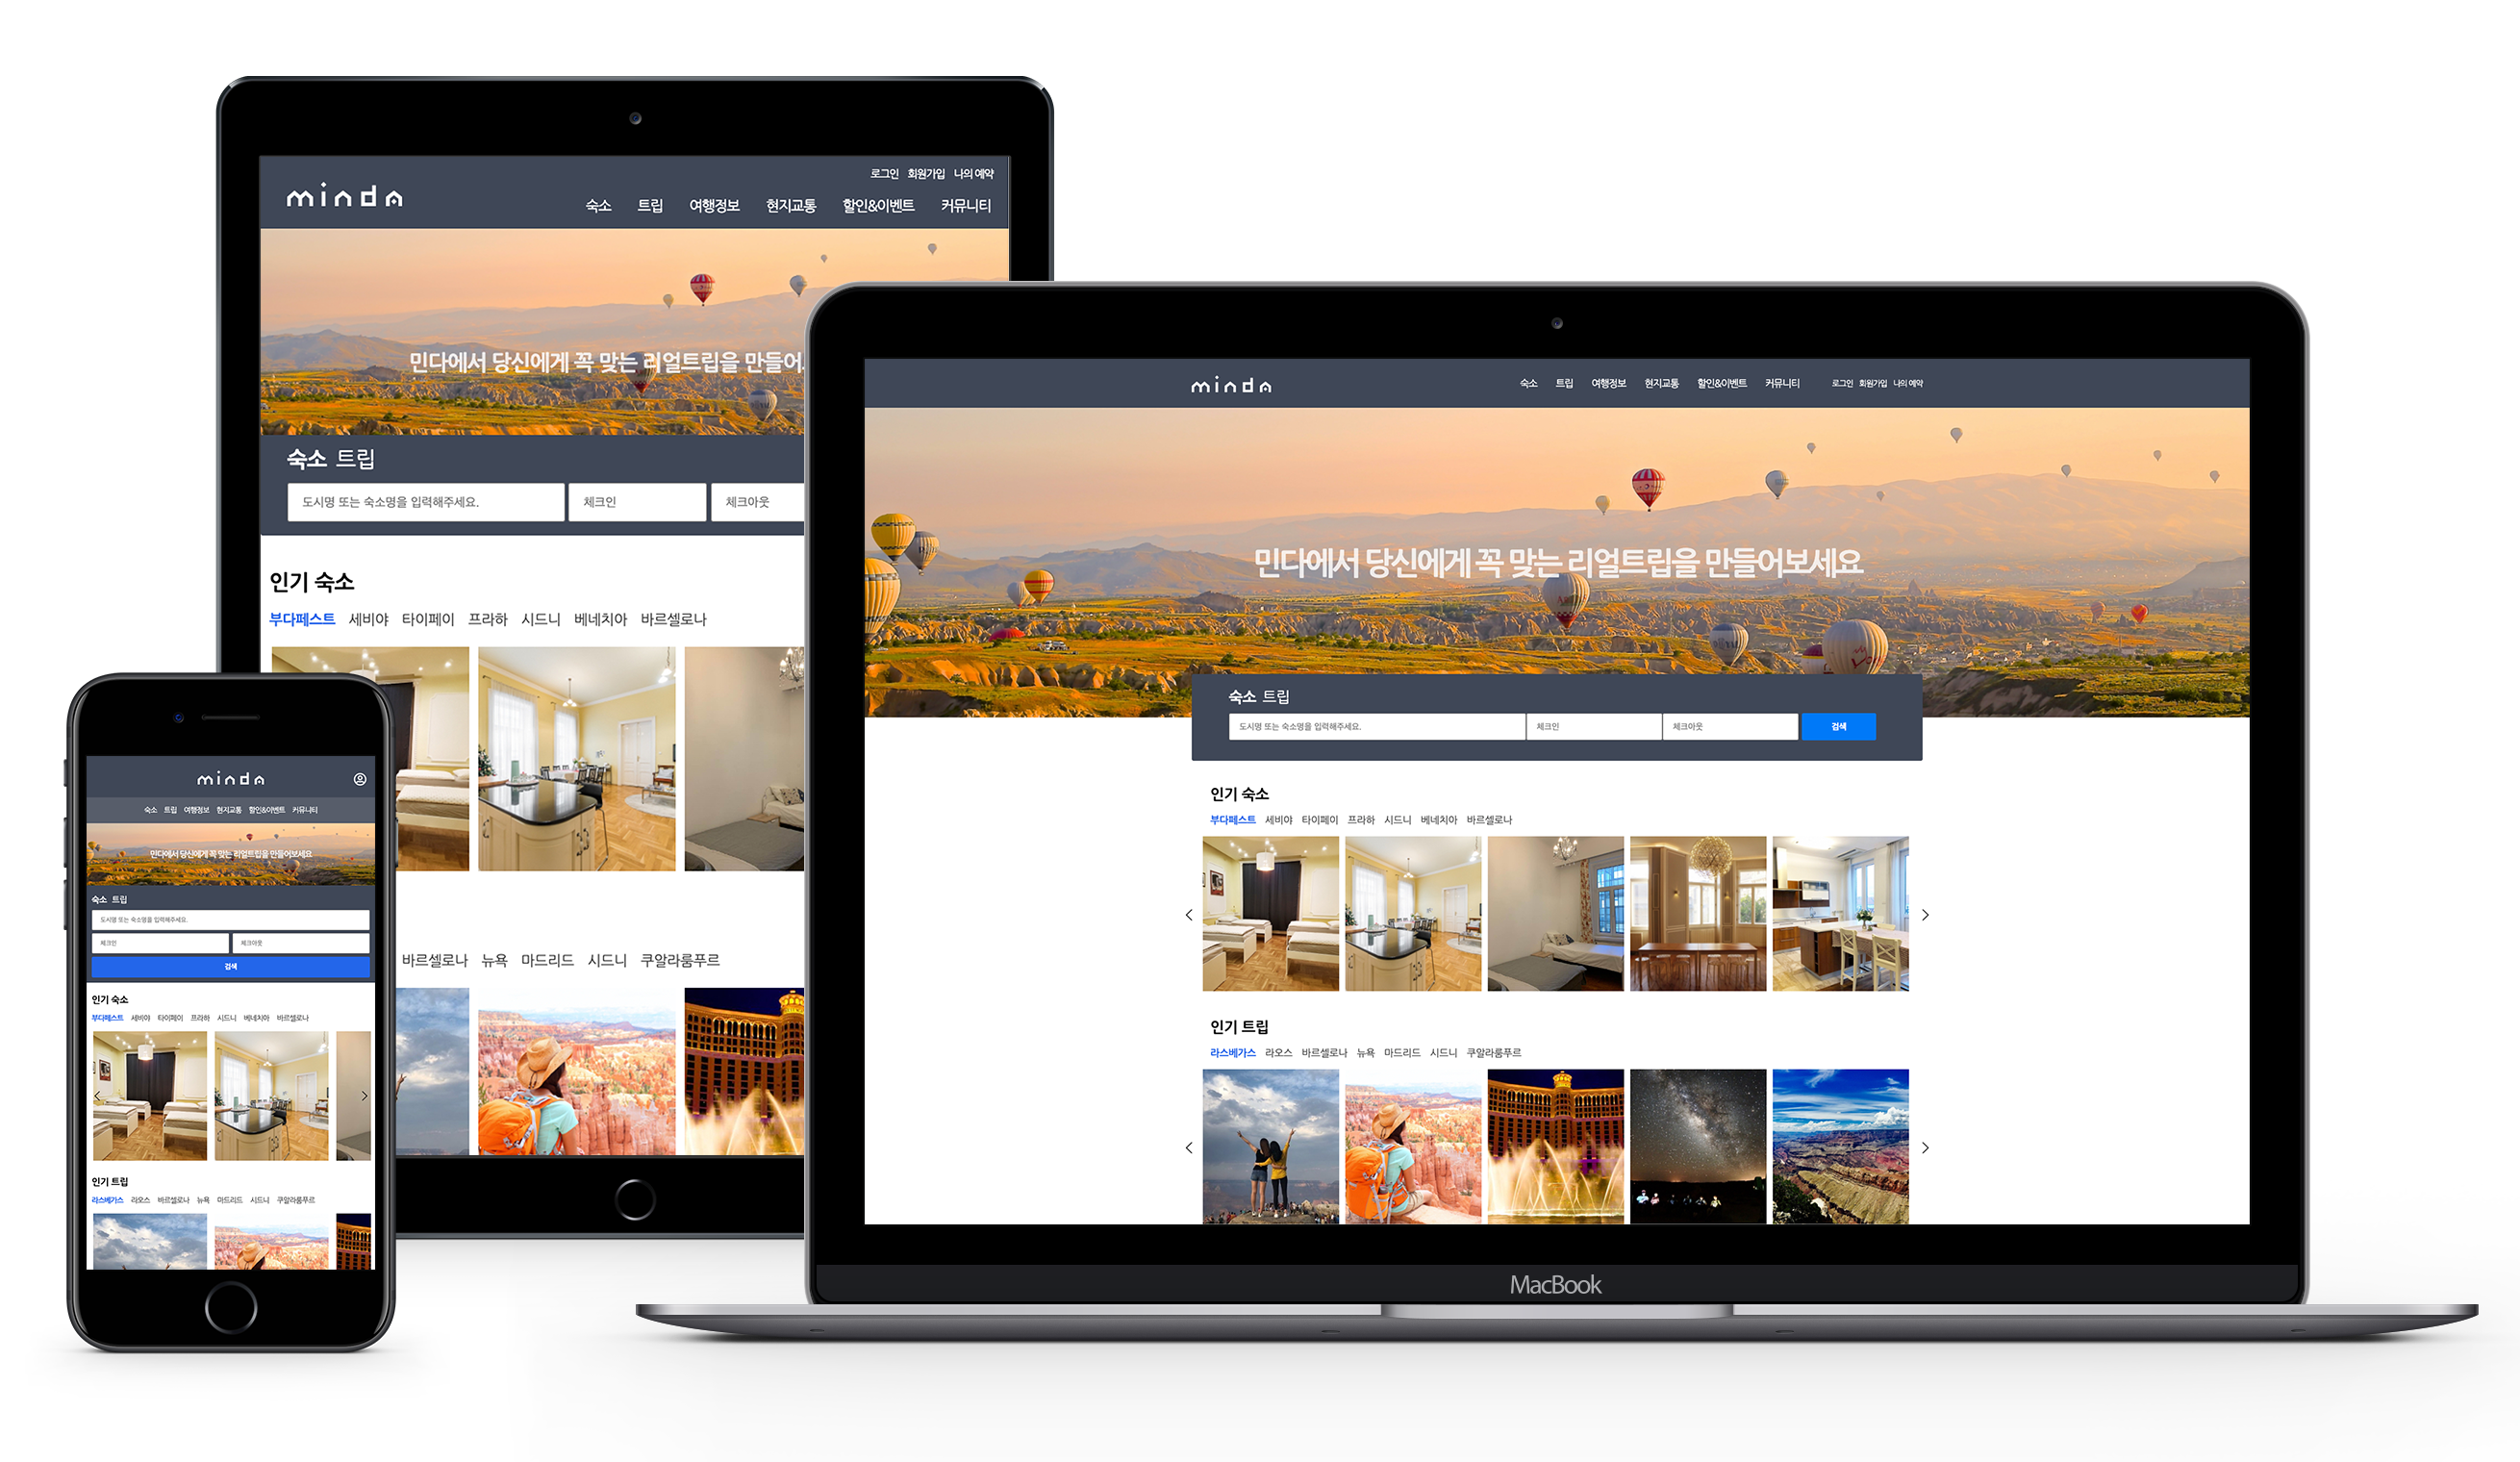 로그인 회원가입 나의 예약
minda
숙소 트립 여행정보 현지교통 할인&이벤트 커뮤니티
민다에서 당신에게 꼭 맞는 리얼트립을 만들어
숙소 트립
도시명 또는 숙소명을 입력해주세요. 체크인 체크아웃
인기 숙소
부다페스트 세비야 타이페이 프라하 시드니 베네치아 바르셀로나
바르셀로나 뉴욕 마드리드 시드니 쿠알라룸푸르
minda
숙소 트립 여행정보 현지교통 할인&이벤트 커뮤니티
민다에서 당신에게 꼭 맞는 리얼트립을 만들어보세요
숙소 트립
도시명 또는 숙소명을 입력해주세요.
체크인 체크아웃
검색
인기 숙소
부다페스트 세비야 타이페이 프라하 시드니 베네치아 바르셀로나
인기 트립
라스베가스 라오스 바르셀로나 뉴욕 마드리드 시드니 쿠알라룸푸르
minda 숙소 트립 여행정보 현지교통 할인&이벤트 커뮤니티 로그인 회원가입 나의 예약
민다에서 당신에게 꼭 맞는 리얼트립을 만들어보세요
숙소 트립
도시명 또는 숙소명을 입력해주세요. 체크인 체크아웃 검색
인기 숙소
부다페스트 세비야 타이페이 프라하 시드니 베네치아 바르셀로나
인기 트립
라스베가스 라오스 바르셀로나 뉴욕 마드리드 시드니 쿠알라룸푸르
MacBook